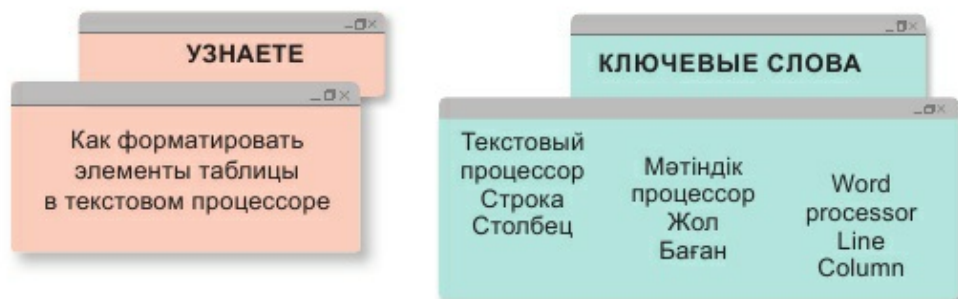 УЗНАЕТЕ
Как форматировать
элементы таблицы
в текстовом процессоре
КЛЮЧЕВЫЕ СЛОВА
Текстовый
процессор
Строка
Столбец
Мәтіндік
процессор
Жол
Баған
Word
processor
Line
Column